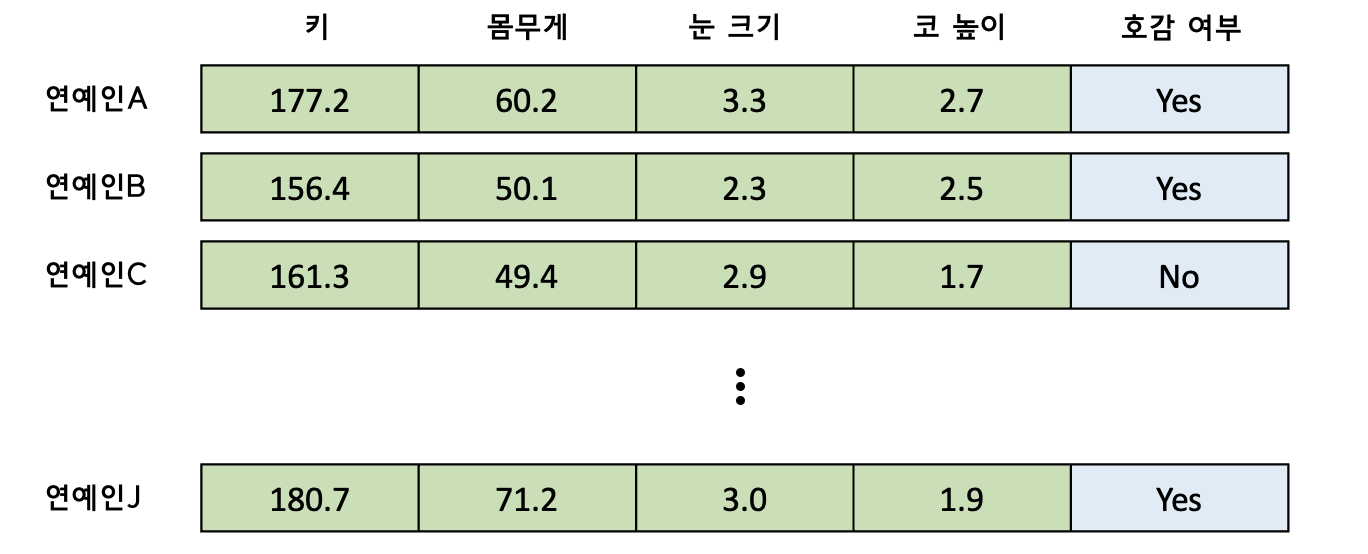 키 몸무게 눈 크기 코 높이 호감 여부
연예인A 177.2 60.2 3.3 2.7 Yes
연예인B 156.4 50.1 2.3 2.5 Yes
연예인C 161.3 49.4 2.9 1.7 No
연예인J 180.7 71.2 3.0 1.9 Yes